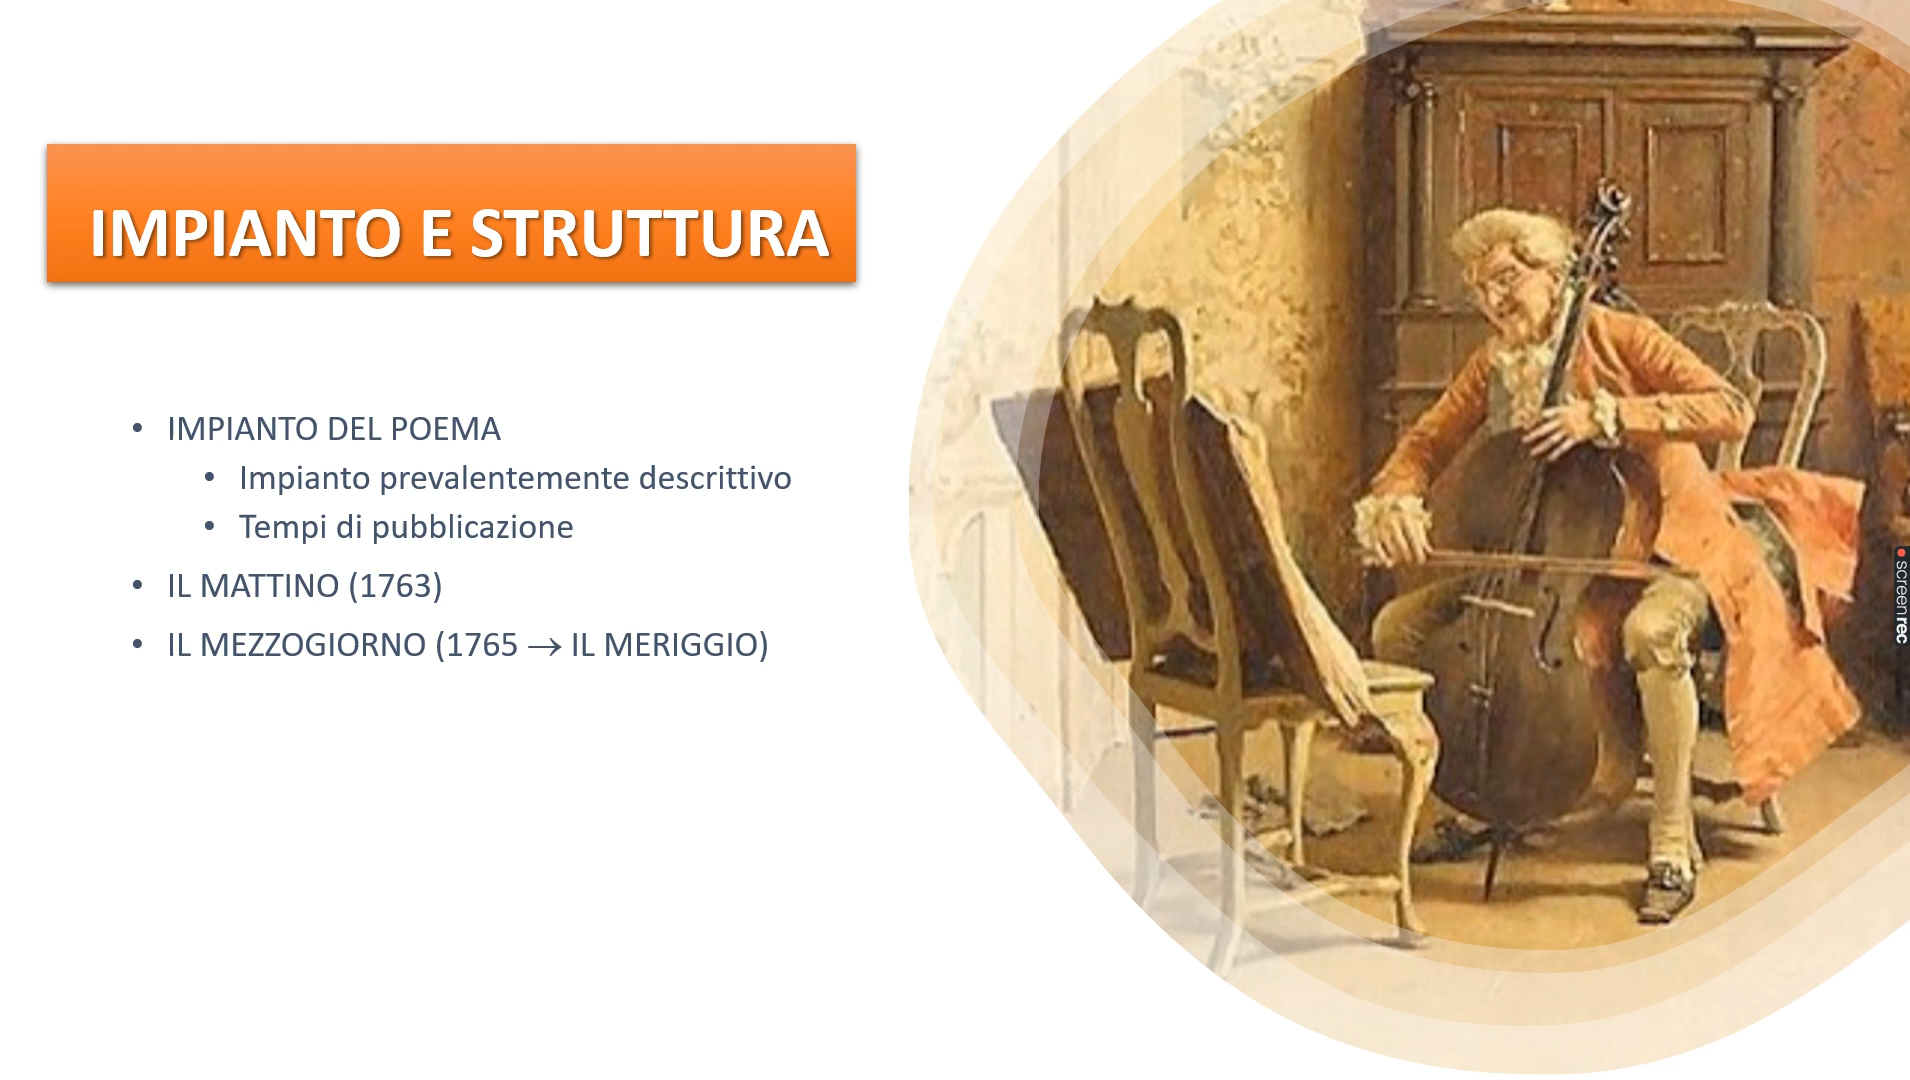 IMPIANTO E STRUTTURA
• IMPIANTO DEL POEMA
• Impianto prevalentemente descrittivo
• Tempi di pubblicazione
• IL MATTINO (1763)
• IL MEZZOGIORNO (1765 → IL MERIGGIO)
screenrec